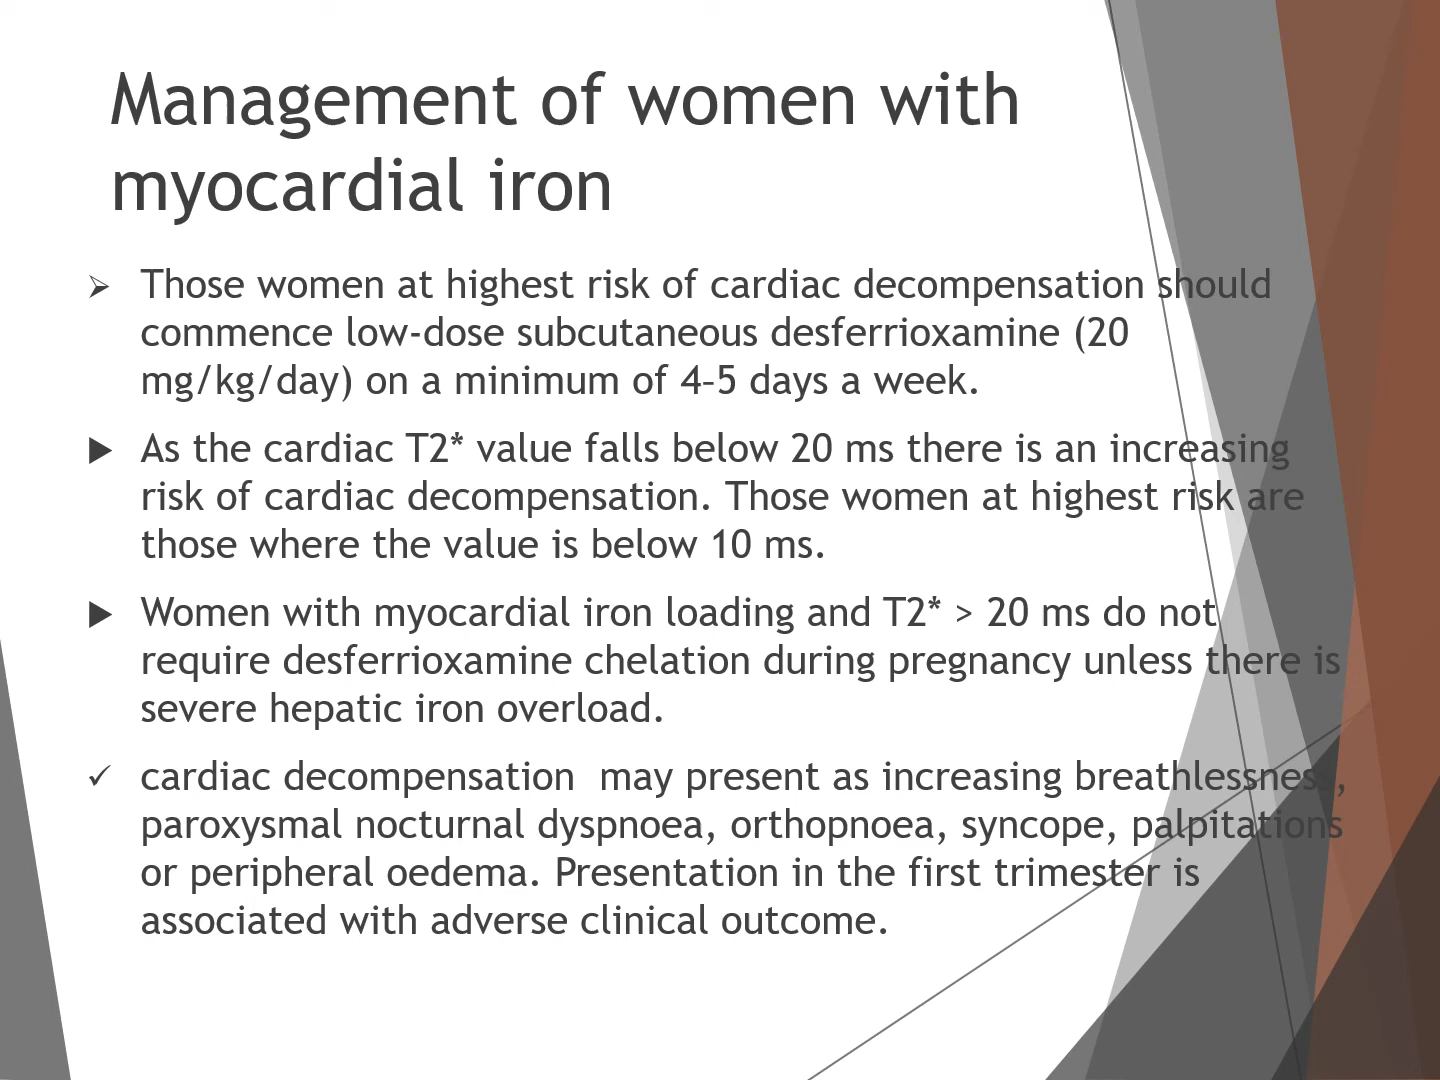 Management of women with
myocardial iron
Those women at highest risk of cardiac decompensation should
commence low-dose subcutaneous desferrioxamine (20
mg/kg/day) on a minimum of 4-5 days a week.
As the cardiac T2* value falls below 20 ms there is an increasing
risk of cardiac decompensation. Those women at highest risk are
those where the value is below 10 ms.
Women with myocardial iron loading and T2* > 20 ms do not
require desferrioxamine chelation during pregnancy unless there is
severe hepatic iron overload.
cardiac decompensation  may present as increasing breathlessness,
paroxysmal nocturnal dyspnoea, orthopnoea, syncope, palpitations
or peripheral oedema. Presentation in the first trimester is
associated with adverse clinical outcome.